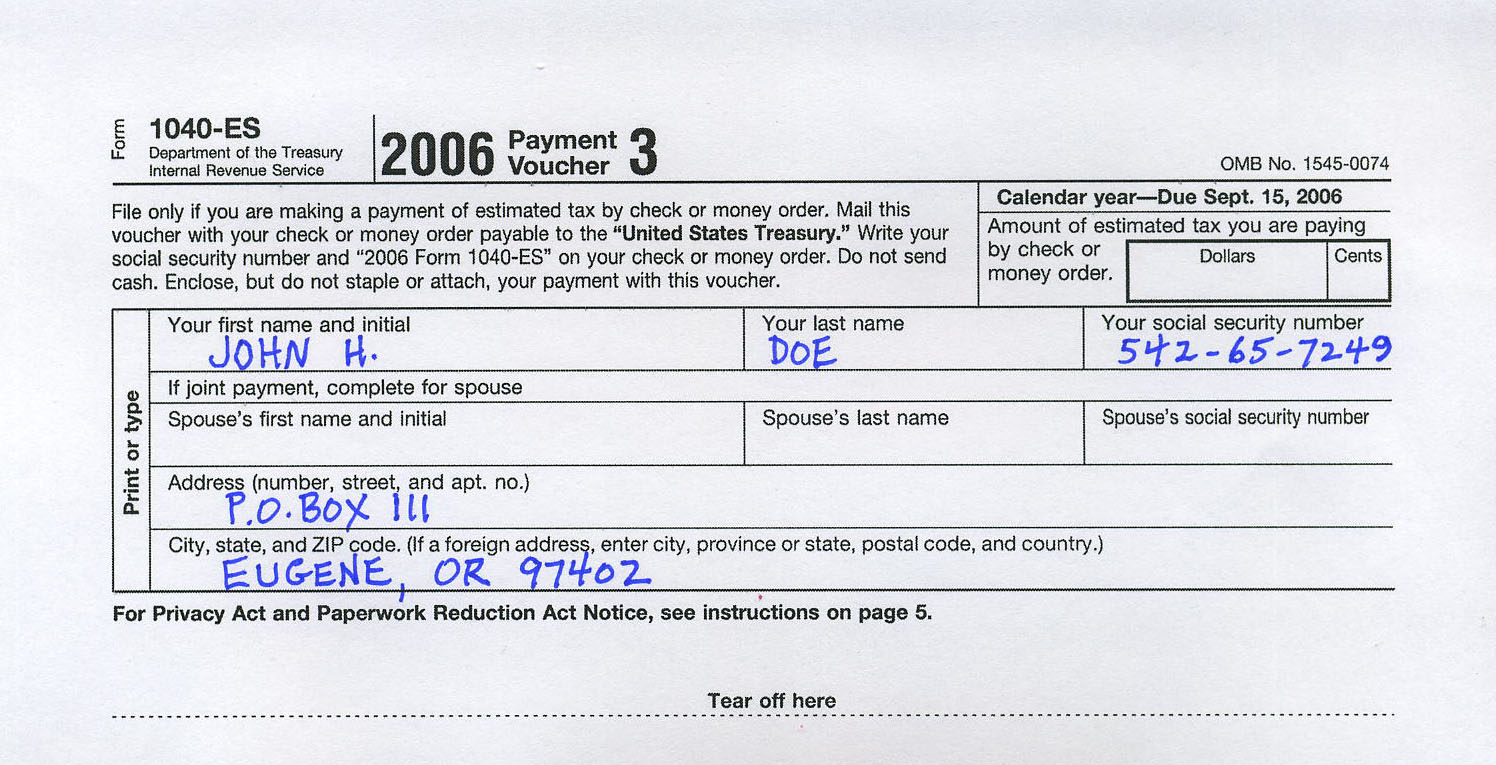 Form 1040-ES
Department of the Treasury
Internal Revenue Service
2006 Payment Voucher 3
OMB No. 1545-0074
File only if you are making a payment of estimated tax by check or money order. Mail this
voucher with your check or money order payable to the “United States Treasury.” Write your
social security number and “2006 Form 1040-ES” on your check or money order. Do not send
cash. Enclose, but do not staple or attach, your payment with this voucher.
Calendar year—Due Sept. 15, 2006
Amount of estimated tax you are paying
by check or
money order.
Dollars
Cents
Print or type
Your first name and initial
JOHN H.
Your last name
DOE
Your social security number
542-65-7249
If joint payment, complete for spouse
Spouse’s first name and initial
Spouse’s last name
Spouse’s social security number
Address (number, street, and apt. no.)
P.O. BOX 111
City, state, and ZIP code. (If a foreign address, enter city, province or state, postal code, and country.)
EUGENE, OR 97402
For Privacy Act and Paperwork Reduction Act Notice, see instructions on page 5.
Tear off here